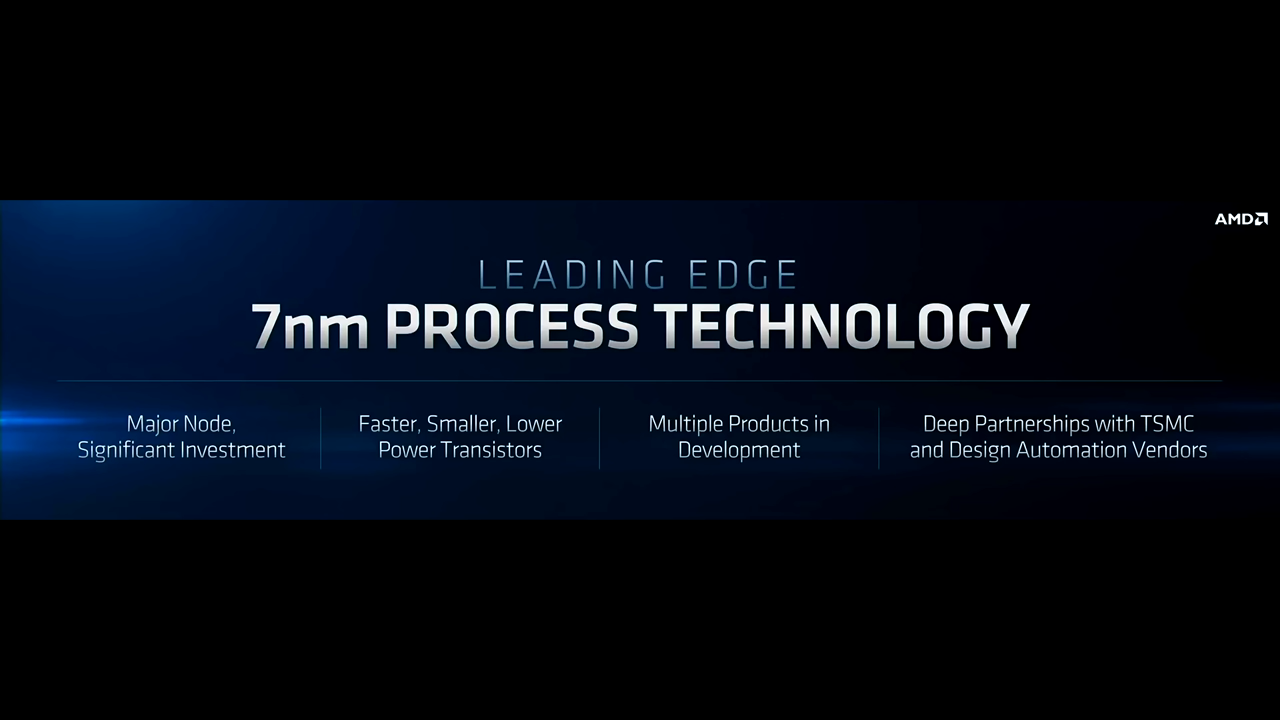 AMD
LEADING EDGE
7nm PROCESS TECHNOLOGY
Major Node,
Significant Investment
Faster, Smaller, Lower
Power Transistors
Multiple Products in
Development
Deep Partnerships with TSMC
and Design Automation Vendors